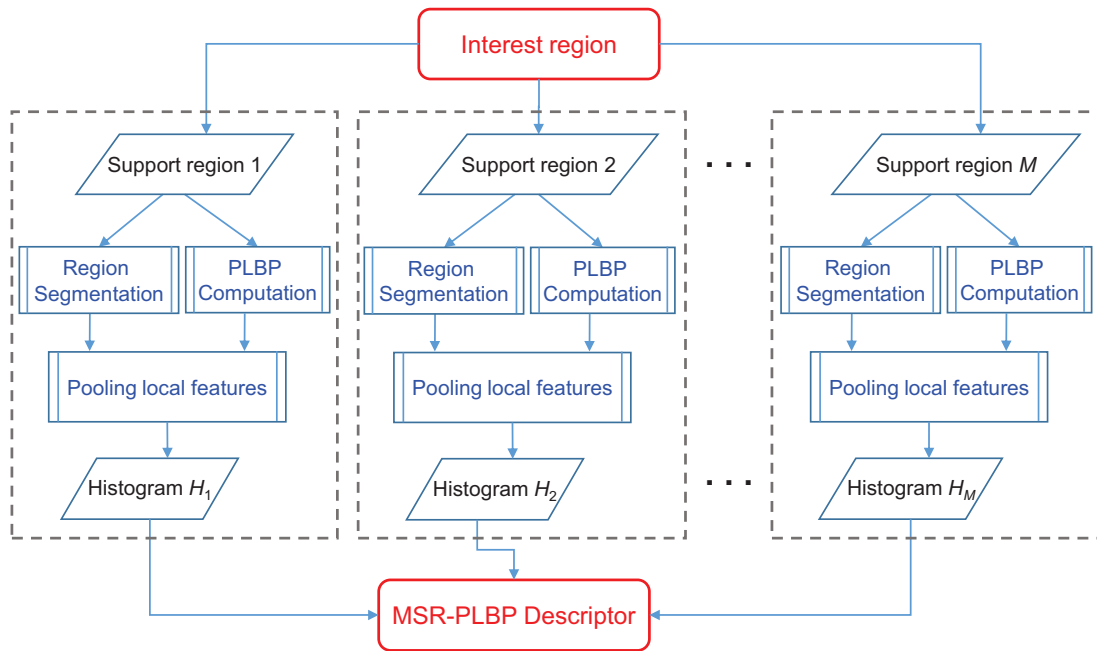 Interest region
Support region 1
Support region 2
. . .
Support region M
Region
Segmentation
PLBP
Computation
Region
Segmentation
PLBP
Computation
Region
Segmentation
PLBP
Computation
Pooling local features
Pooling local features
Pooling local features
Histogram H₁
Histogram H₂
. . .
Histogram H_M
MSR-PLBP Descriptor